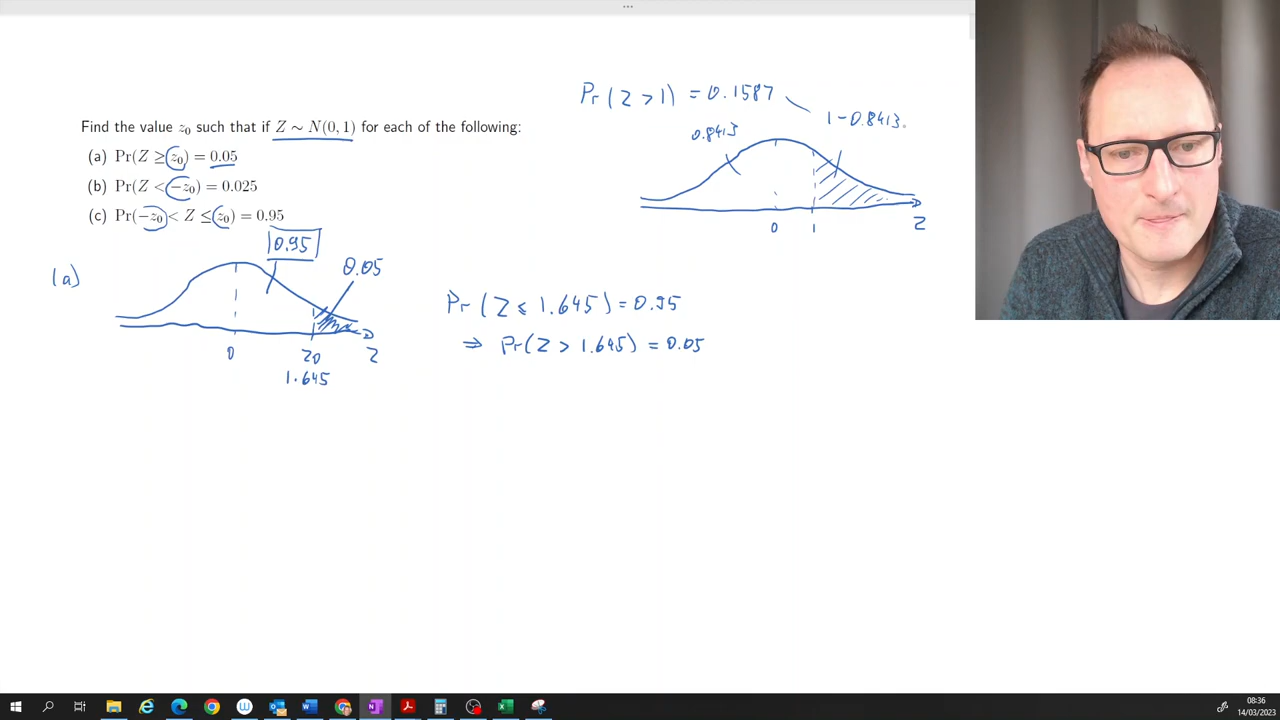 Pr(Z > 1) = 0.1587
1 - 0.8413
0.8413
0 1 Z
Find the value z₀ such that if Z ∼ N(0, 1) for each of the following:
(a) Pr(Z ≥ z₀) = 0.05
(b) Pr(Z < −z₀) = 0.025
(c) Pr(−z₀ < Z ≤ z₀) = 0.95
(a)
0.95
0.05
0 z0 Z
1.645
Pr(Z ≤ 1.645) = 0.95
⇒ Pr(Z > 1.645) = 0.05
08:36
14/03/2023